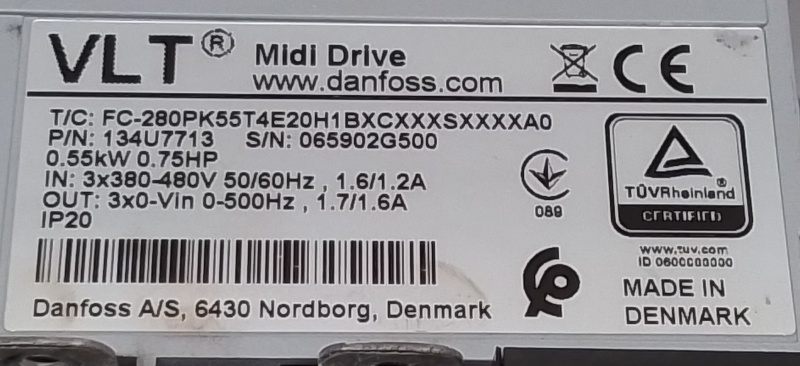 VLT® Midi Drive
www.danfoss.com
CE
T/C: FC-280PK55T4E20H1BXCXXXSXXXXA0
P/N: 134U7713 S/N: 065902G500
0.55kW 0.75HP
IN: 3x380-480V 50/60Hz , 1.6/1.2A
OUT: 3x0-Vin 0-500Hz , 1.7/1.6A
IP20
089
TÜVRheinland®
CERTIFIED
www.tuv.com
ID 0600000000
Danfoss A/S, 6430 Nordborg, Denmark
MADE IN
DENMARK